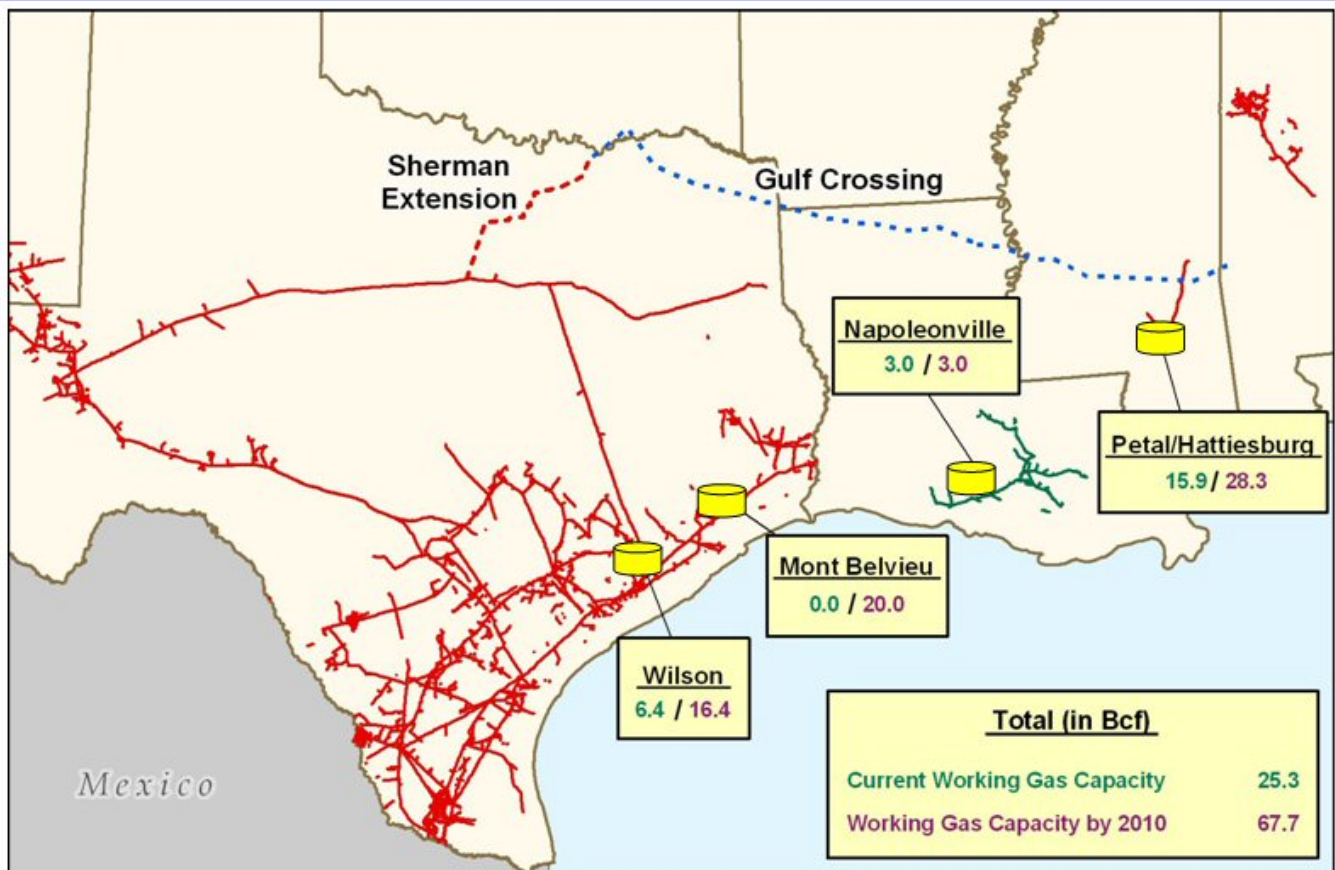 Sherman
Extension
Gulf Crossing
Napoleonville
3.0 / 3.0
Petal/Hattiesburg
15.9 / 28.3
Mont Belvieu
0.0 / 20.0
Wilson
6.4 / 16.4
Mexico
Total (in Bcf)
Current Working Gas Capacity 25.3
Working Gas Capacity by 2010 67.7